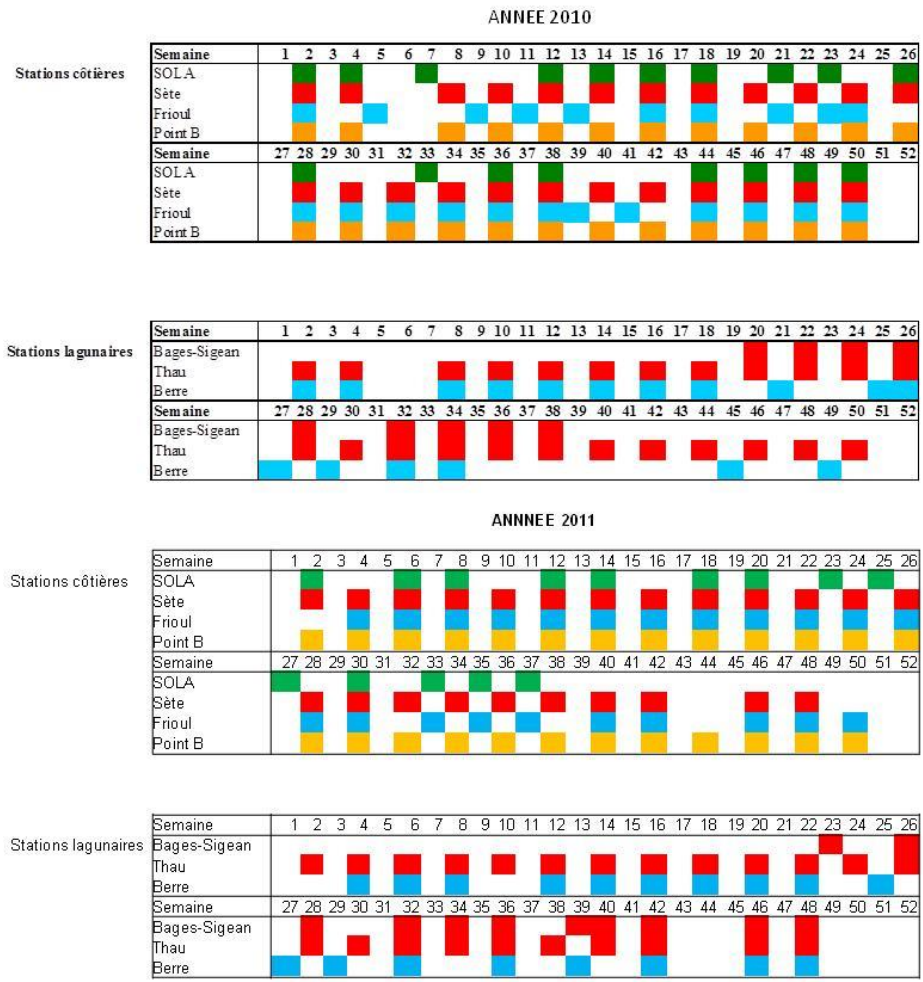 ANNEE 2010
Semaine 1 2 3 4 5 6 7 8 9 10 11 12 13 14 15 16 17 18 19 20 21 22 23 24 25 26
Stations côtières SOLA
Sète
Frioul
Point B
Semaine 27 28 29 30 31 32 33 34 35 36 37 38 39 40 41 42 43 44 45 46 47 48 49 50 51 52
SOLA
Sète
Frioul
Point B
Semaine 1 2 3 4 5 6 7 8 9 10 11 12 13 14 15 16 17 18 19 20 21 22 23 24 25 26
Stations lagunaires Bages-Sigean
Thau
Berre
Semaine 27 28 29 30 31 32 33 34 35 36 37 38 39 40 41 42 43 44 45 46 47 48 49 50 51 52
Bages-Sigean
Thau
Berre
ANNNEE 2011
Semaine 1 2 3 4 5 6 7 8 9 10 11 12 13 14 15 16 17 18 19 20 21 22 23 24 25 26
Stations côtières SOLA
Sète
Frioul
Point B
Semaine 27 28 29 30 31 32 33 34 35 36 37 38 39 40 41 42 43 44 45 46 47 48 49 50 51 52
SOLA
Sète
Frioul
Point B
Semaine 1 2 3 4 5 6 7 8 9 10 11 12 13 14 15 16 17 18 19 20 21 22 23 24 25 26
Stations lagunaires Bages-Sigean
Thau
Berre
Semaine 27 28 29 30 31 32 33 34 35 36 37 38 39 40 41 42 43 44 45 46 47 48 49 50 51 52
Bages-Sigean
Thau
Berre